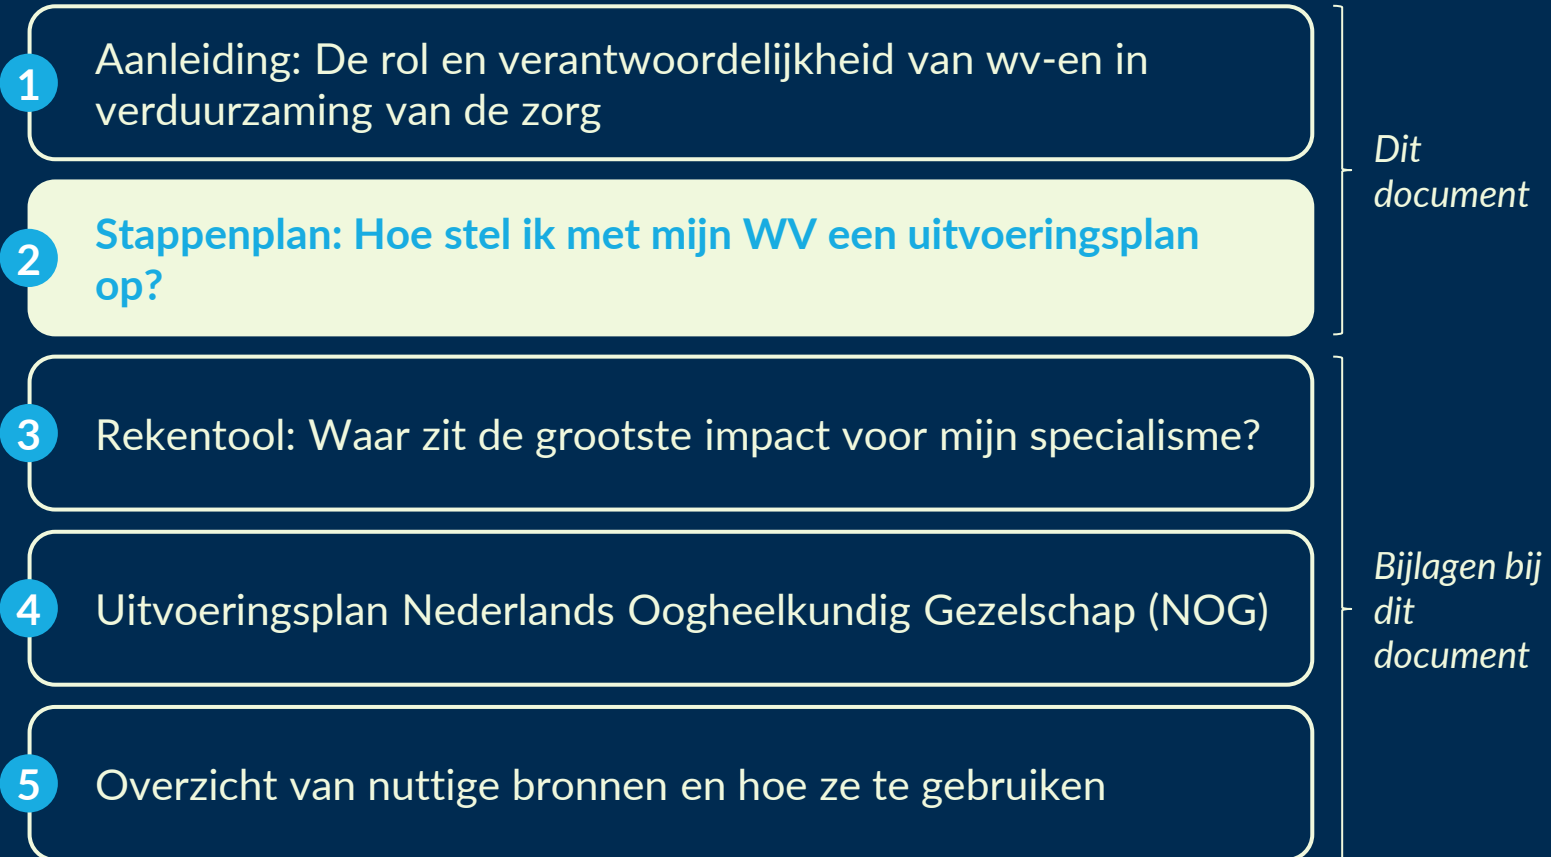 1
Aanleiding: De rol en verantwoordelijkheid van wv-en in
verduurzaming van de zorg
2
Stappenplan: Hoe stel ik met mijn WV een uitvoeringsplan
op?
Dit
document
3
Rekentool: Waar zit de grootste impact voor mijn specialisme?
4
Uitvoeringsplan Nederlands Oogheelkundig Gezelschap (NOG)
5
Overzicht van nuttige bronnen en hoe ze te gebruiken
Bijlagen bij
dit
document